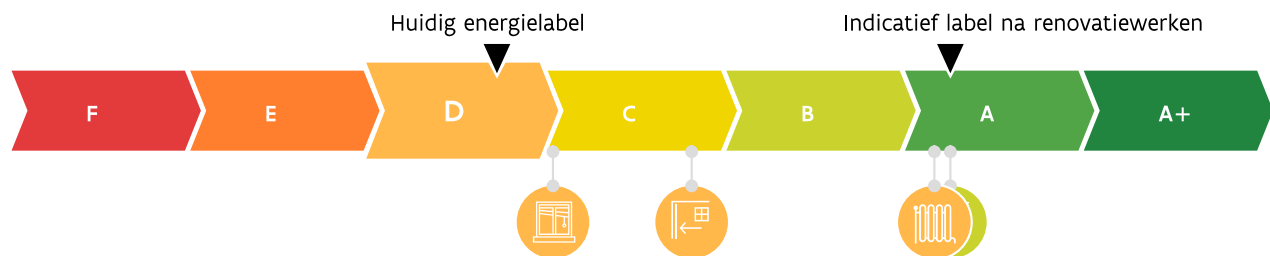 Huidig energielabel
Indicatief label na renovatiewerken
F
E
D
C
B
A
A+